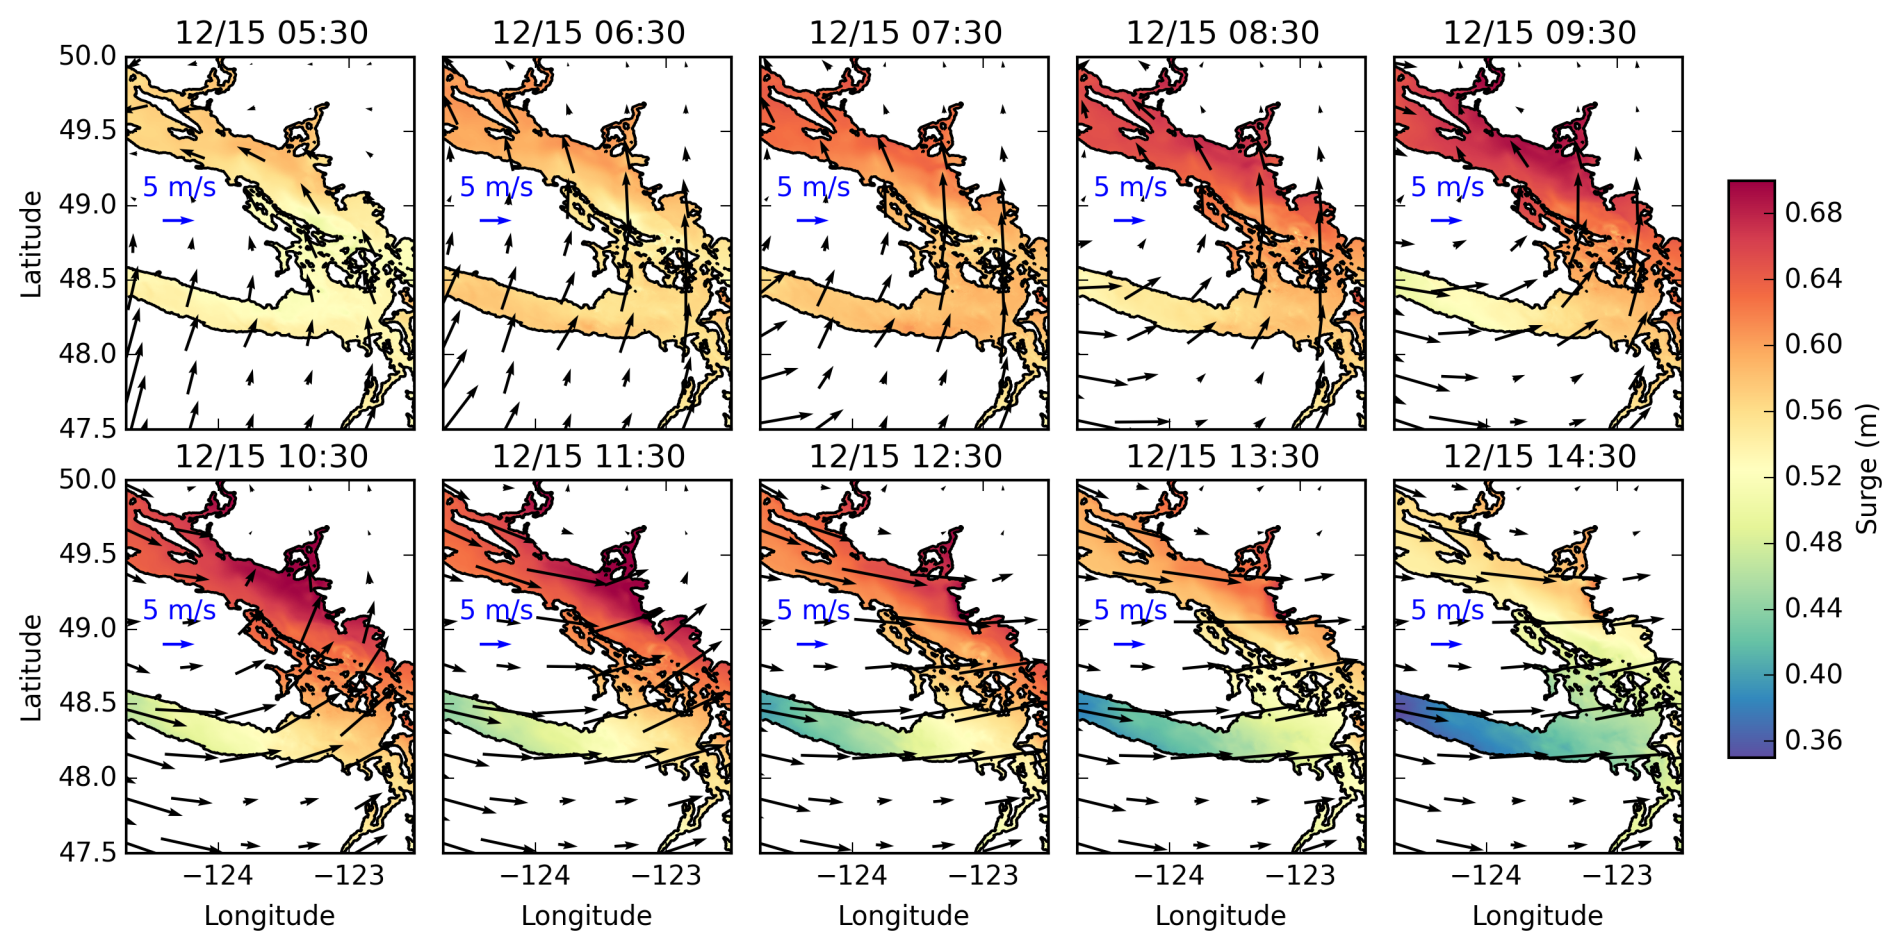 12/15 05:30 12/15 06:30 12/15 07:30 12/15 08:30 12/15 09:30
50.0
49.5
49.0
48.5
48.0
47.5
Latitude
5 m/s 5 m/s 5 m/s 5 m/s 5 m/s
12/15 10:30 12/15 11:30 12/15 12:30 12/15 13:30 12/15 14:30
50.0
49.5
49.0
48.5
48.0
47.5
Latitude
5 m/s 5 m/s 5 m/s 5 m/s 5 m/s
−124 −123 −124 −123 −124 −123 −124 −123 −124 −123
Longitude Longitude Longitude Longitude Longitude
0.68
0.64
0.60
0.56
0.52
0.48
0.44
0.40
0.36
Surge (m)